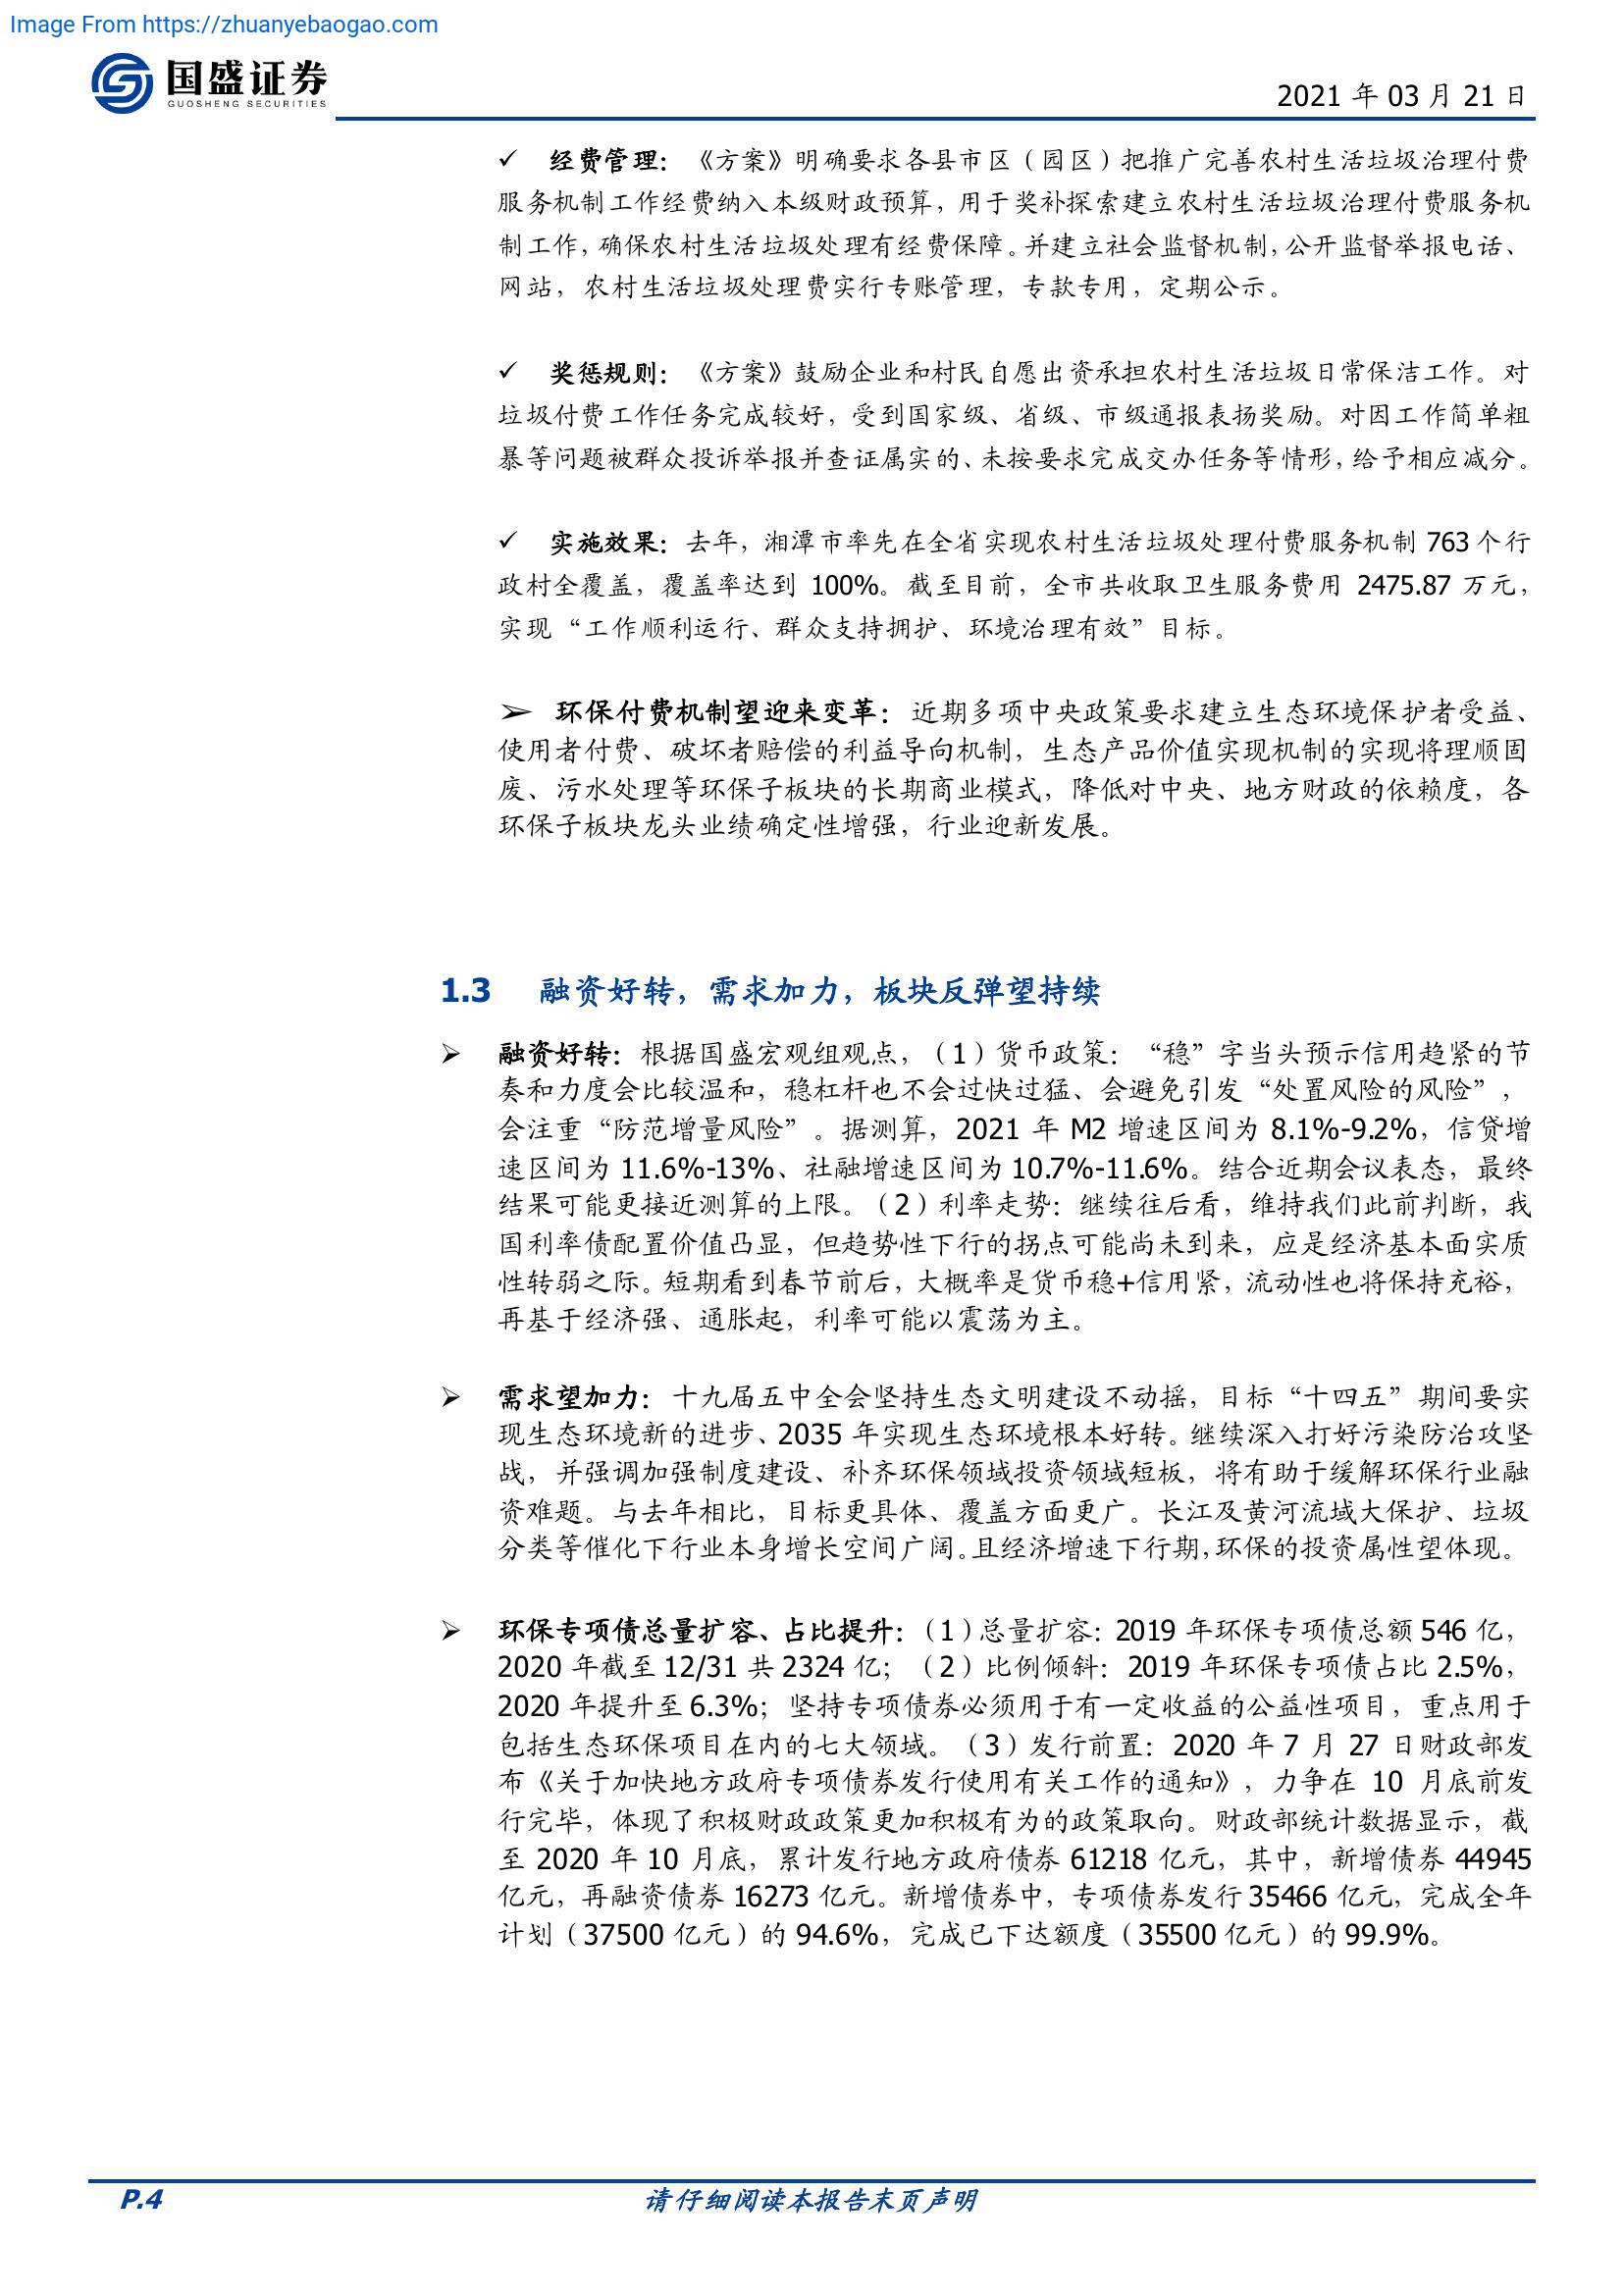 Image From https://zhuanyebaogao.com
国盛证券
GUOSHENG SECURITIES
2021 年 03 月 21 日
✓ 经费管理：《方案》明确要求各县市区（园区）把推广完善农村生活垃圾治理付费
服务机制工作经费纳入本级财政预算，用于奖补探索建立农村生活垃圾治理付费服务机
制工作，确保农村生活垃圾处理有经费保障。并建立社会监督机制，公开监督举报电话、
网站，农村生活垃圾处理费实行专账管理，专款专用，定期公示。
✓ 奖惩规则：《方案》鼓励企业和村民自愿出资承担农村生活垃圾日常保洁工作。对
垃圾付费工作任务完成较好，受到国家级、省级、市级通报表扬奖励。对因工作简单粗
暴等问题被群众投诉举报并查证属实的、未按要求完成交办任务等情形，给予相应减分。
✓ 实施效果：去年，湘潭市率先在全省实现农村生活垃圾处理付费服务机制 763 个行
政村全覆盖，覆盖率达到 100%。截至目前，全市共收取卫生服务费用 2475.87 万元，
实现“工作顺利运行、群众支持拥护、环境治理有效”目标。
➢ 环保付费机制望迎来变革：近期多项中央政策要求建立生态环境保护者受益、
使用者付费、破坏者赔偿的利益导向机制，生态产品价值实现机制的实现将理顺固
废、污水处理等环保子板块的长期商业模式，降低对中央、地方财政的依赖度，各
环保子板块龙头业绩确定性增强，行业迎新发展。
1.3 融资好转，需求加力，板块反弹望持续
➢ 融资好转：根据国盛宏观组观点，（1）货币政策：“稳”字当头预示信用趋紧的节
奏和力度会比较温和，稳杠杆也不会过快过猛、会避免引发“处置风险的风险”，
会注重“防范增量风险”。据测算，2021 年 M2 增速区间为 8.1%-9.2%，信贷增
速区间为 11.6%-13%、社融增速区间为 10.7%-11.6%。结合近期会议表态，最终
结果可能更接近测算的上限。（2）利率走势：继续往后看，维持我们此前判断，我
国利率债配置价值凸显，但趋势性下行的拐点可能尚未到来，应是经济基本面实质
性转弱之际。短期看到春节前后，大概率是货币稳+信用紧，流动性也将保持充裕，
再基于经济强、通胀起，利率可能以震荡为主。
➢ 需求望加力：十九届五中全会坚持生态文明建设不动摇，目标“十四五”期间要实
现生态环境新的进步、2035 年实现生态环境根本好转。继续深入打好污染防治攻坚
战，并强调加强制度建设、补齐环保领域投资领域短板，将有助于缓解环保行业融
资难题。与去年相比，目标更具体、覆盖方面更广。长江及黄河流域大保护、垃圾
分类等催化下行业本身增长空间广阔。且经济增速下行期，环保的投资属性望体现。
➢ 环保专项债总量扩容、占比提升：（1）总量扩容：2019 年环保专项债总额 546 亿，
2020 年截至 12/31 共 2324 亿；（2）比例倾斜：2019 年环保专项债占比 2.5%，
2020 年提升至 6.3%；坚持专项债券必须用于有一定收益的公益性项目，重点用于
包括生态环保项目在内的七大领域。（3）发行前置：2020 年 7 月 27 日财政部发
布《关于加快地方政府专项债券发行使用有关工作的通知》，力争在 10 月底前发
行完毕，体现了积极财政政策更加积极有为的政策取向。财政部统计数据显示，截
至 2020 年 10 月底，累计发行地方政府债券 61218 亿元，其中，新增债券 44945
亿元，再融资债券 16273 亿元。新增债券中，专项债券发行 35466 亿元，完成全年
计划（37500 亿元）的 94.6%，完成已下达额度（35500 亿元）的 99.9%。
P.4 请仔细阅读本报告末页声明